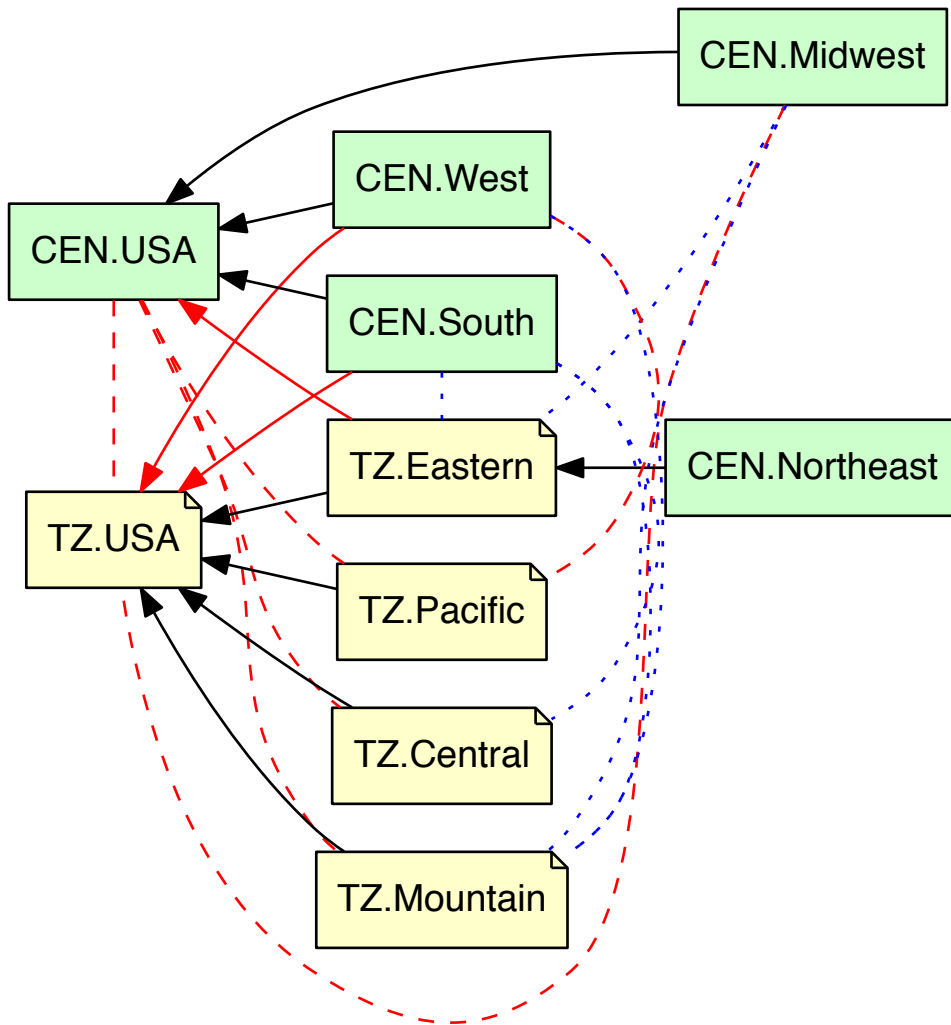 CEN.Midwest
CEN.West
CEN.USA
CEN.South
TZ.Eastern
CEN.Northeast
TZ.USA
TZ.Pacific
TZ.Central
TZ.Mountain